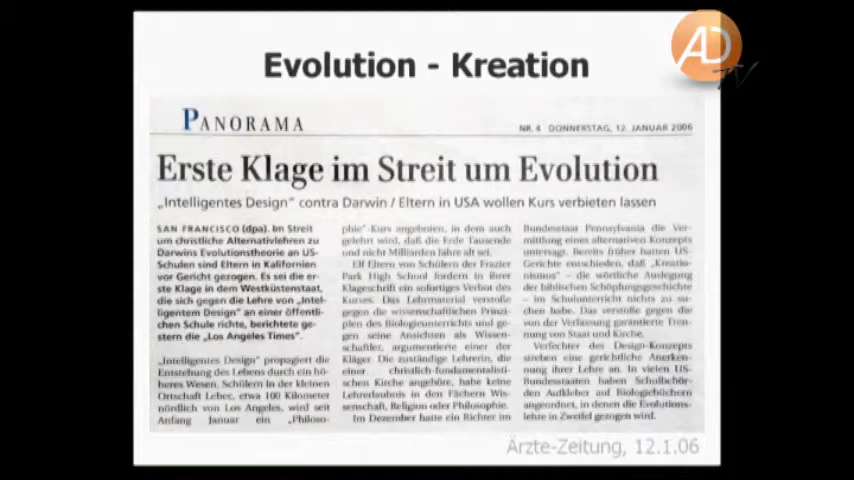 AD
TV
Evolution - Kreation
PANORAMA
NR. 4 DONNERSTAG, 12. JANUAR 2006
Erste Klage im Streit um Evolution
„Intelligentes Design“ contra Darwin / Eltern in USA wollen Kurs verbieten lassen
SAN FRANCISCO (dpa). Im Streit
um christliche Alternativlehren zu
Darwins Evolutionstheorie an US-
Schulen sind Eltern in Kalifornien
vor Gericht gezogen. Es sei die er-
ste Klage in dem Westküstenstaat,
die sich gegen die Lehre von „Intel-
ligentem Design“ an einer öffentli-
chen Schule richte, berichtete ge-
stern die „Los Angeles Times“.
„Intelligentes Design“ propagiert die
Entstehung des Lebens durch ein hö-
heres Wesen. Schülern in der kleinen
Ortschaft Lebec, etwa 100 Kilometer
nördlich von Los Angeles, wird seit
Anfang Januar ein „Philoso-
phie“-Kurs angeboten, in dem auch
gelehrt wird, daß die Erde Tausende
und nicht Milliarden Jahre alt sei.
Elf Eltern von Schülern der Frazier
Park High School fordern in ihrer
Klageschrift ein sofortiges Verbot des
Kurses. Das Lehrmaterial verstoße
gegen die wissenschaftlichen Prinzi-
pien des Biologieunterrichts und ge-
gen seine Ansichten als Wissen-
schaftler, argumentierte einer der
Kläger. Die zuständige Lehrerin, die
einer christlich-fundamentalisti-
schen Kirche angehöre, habe keine
Lehrerlaubnis in den Fächern Wis-
senschaft, Religion oder Philosophie.
Im Dezember hatte ein Richter im
Bundesstaat Pennsylvania die Ver-
mittlung eines alternativen Konzepts
untersagt. Bereits früher hatten US-
Gerichte entschieden, daß „Kreatio-
nismus“ – die wörtliche Auslegung
der biblischen Schöpfungsgeschichte
– im Schulunterricht nichts zu su-
chen habe. Das verstoße gegen die
von der Verfassung garantierte Tren-
nung von Staat und Kirche.
Verfechter des Design-Konzepts
streben eine gerichtliche Anerken-
nung ihrer Lehre an. In vielen US-
Bundesstaaten haben Schulbehör-
den Aufkleber auf Biologiebüchern
angeordnet, in denen die Evolutions-
lehre in Zweifel gezogen wird.
Ärzte-Zeitung, 12.1.06